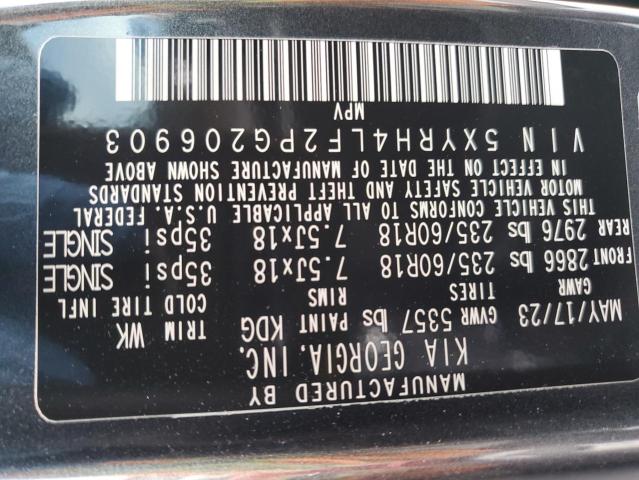 MANUFACTURED BY
KIA GEORGIA, INC.
MAY/17/23 GVWR 5357 lbs PAINT KDG TRIM WK
GAWR TIRES RIMS COLD TIRE INFL
FRONT 2866 lbs 235/60R18 7.5Jx18 35psi SINGLE
REAR 2976 lbs 235/60R18 7.5Jx18 35psi SINGLE
THIS VEHICLE CONFORMS TO ALL APPLICABLE U.S.A. FEDERAL
MOTOR VEHICLE SAFETY AND THEFT PREVENTION STANDARDS
IN EFFECT ON THE DATE OF MANUFACTURE SHOWN ABOVE
VIN 5XYRH4LF2PG206903
MPV